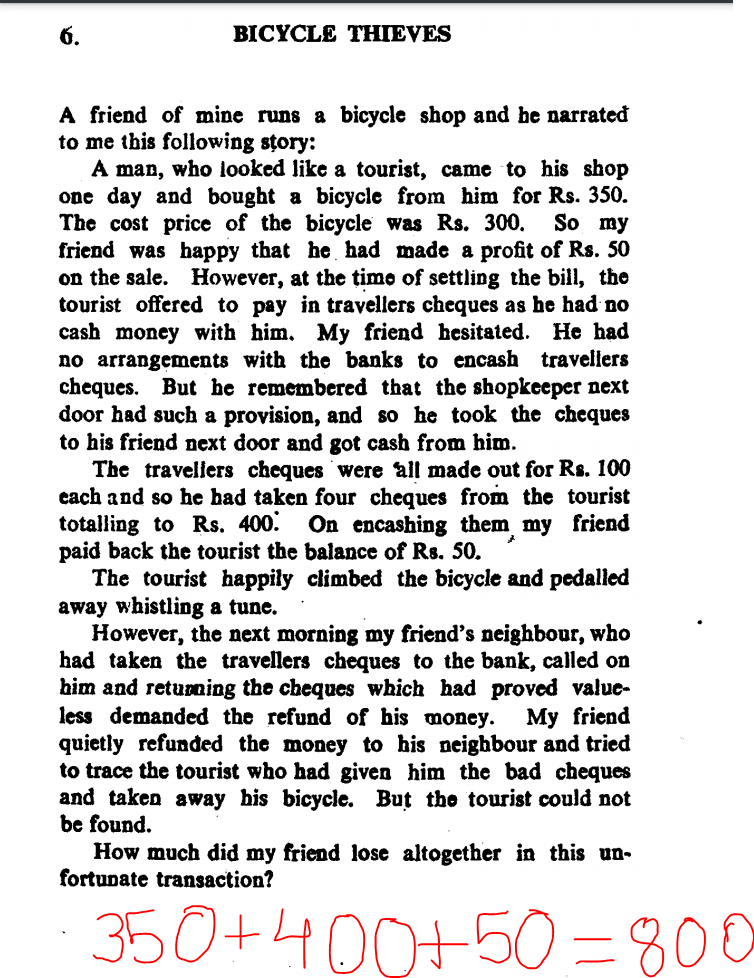 6. BICYCLE THIEVES
A friend of mine runs a bicycle shop and he narrated
to me this following story:
A man, who looked like a tourist, came to his shop
one day and bought a bicycle from him for Rs. 350.
The cost price of the bicycle was Rs. 300. So my
friend was happy that he had made a profit of Rs. 50
on the sale. However, at the time of settling the bill, the
tourist offered to pay in travellers cheques as he had no
cash money with him. My friend hesitated. He had
no arrangements with the banks to encash travellers
cheques. But he remembered that the shopkeeper next
door had such a provision, and so he took the cheques
to his friend next door and got cash from him.
The travellers cheques were all made out for Rs. 100
each and so he had taken four cheques from the tourist
totalling to Rs. 400. On encashing them my friend
paid back the tourist the balance of Rs. 50.
The tourist happily climbed the bicycle and pedalled
away whistling a tune.
However, the next morning my friend's neighbour, who
had taken the travellers cheques to the bank, called on
him and returning the cheques which had proved value-
less demanded the refund of his money. My friend
quietly refunded the money to his neighbour and tried
to trace the tourist who had given him the bad cheques
and taken away his bicycle. But the tourist could not
be found.
How much did my friend lose altogether in this un-
fortunate transaction?
350+400+50=800